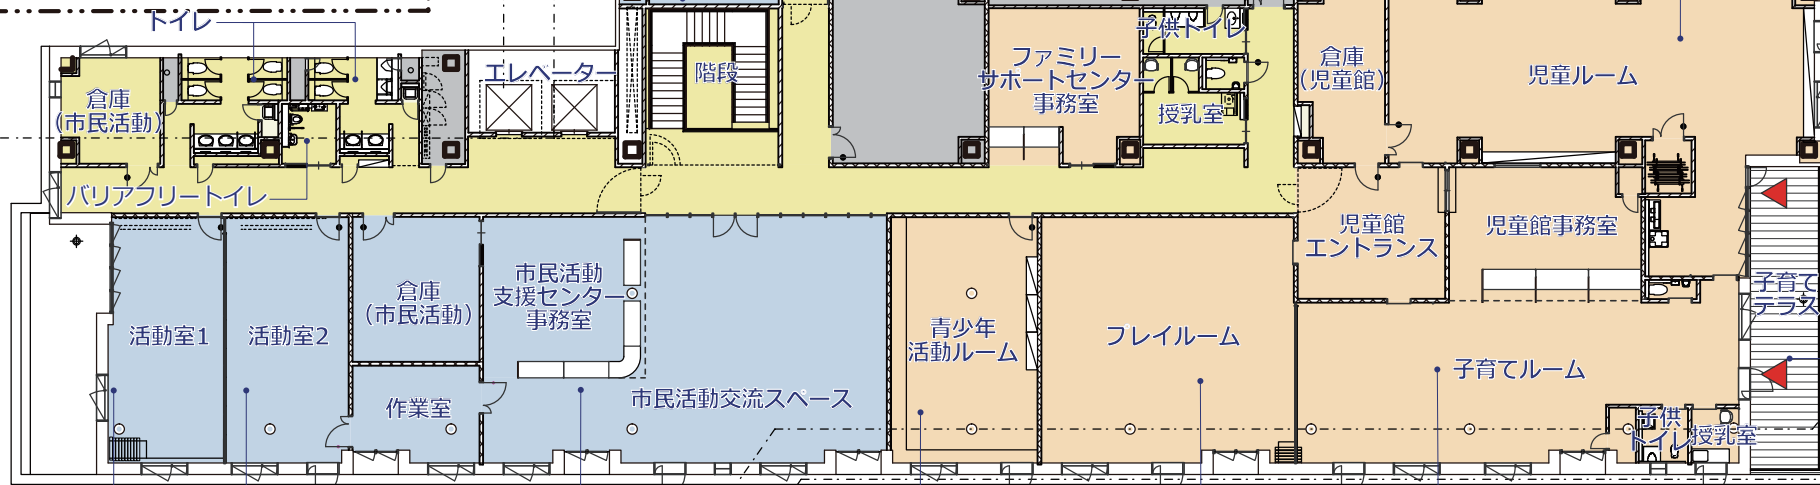 トイレ
エレベーター
階段
ファミリー
サポートセンター
事務室
子供トイレ
授乳室
倉庫
（児童館）
児童ルーム
倉庫
（市民活動）
バリアフリートイレ
児童館
エントランス
児童館事務室
子育て
テラス
活動室1
活動室2
倉庫
（市民活動）
市民活動
支援センター
事務室
作業室
市民活動交流スペース
青少年
活動ルーム
プレイルーム
子育てルーム
子供
トイレ
授乳室